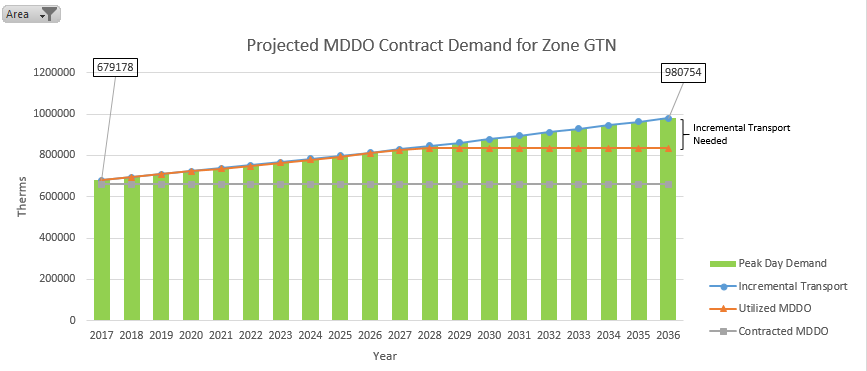 Area
Projected MDDO Contract Demand for Zone GTN
679178
980754
1200000
1000000
800000
600000
400000
200000
0
Therms
Incremental Transport
Needed
Peak Day Demand
Incremental Transport
Utilized MDDO
Contracted MDDO
2017 2018 2019 2020 2021 2022 2023 2024 2025 2026 2027 2028 2029 2030 2031 2032 2033 2034 2035 2036
Year